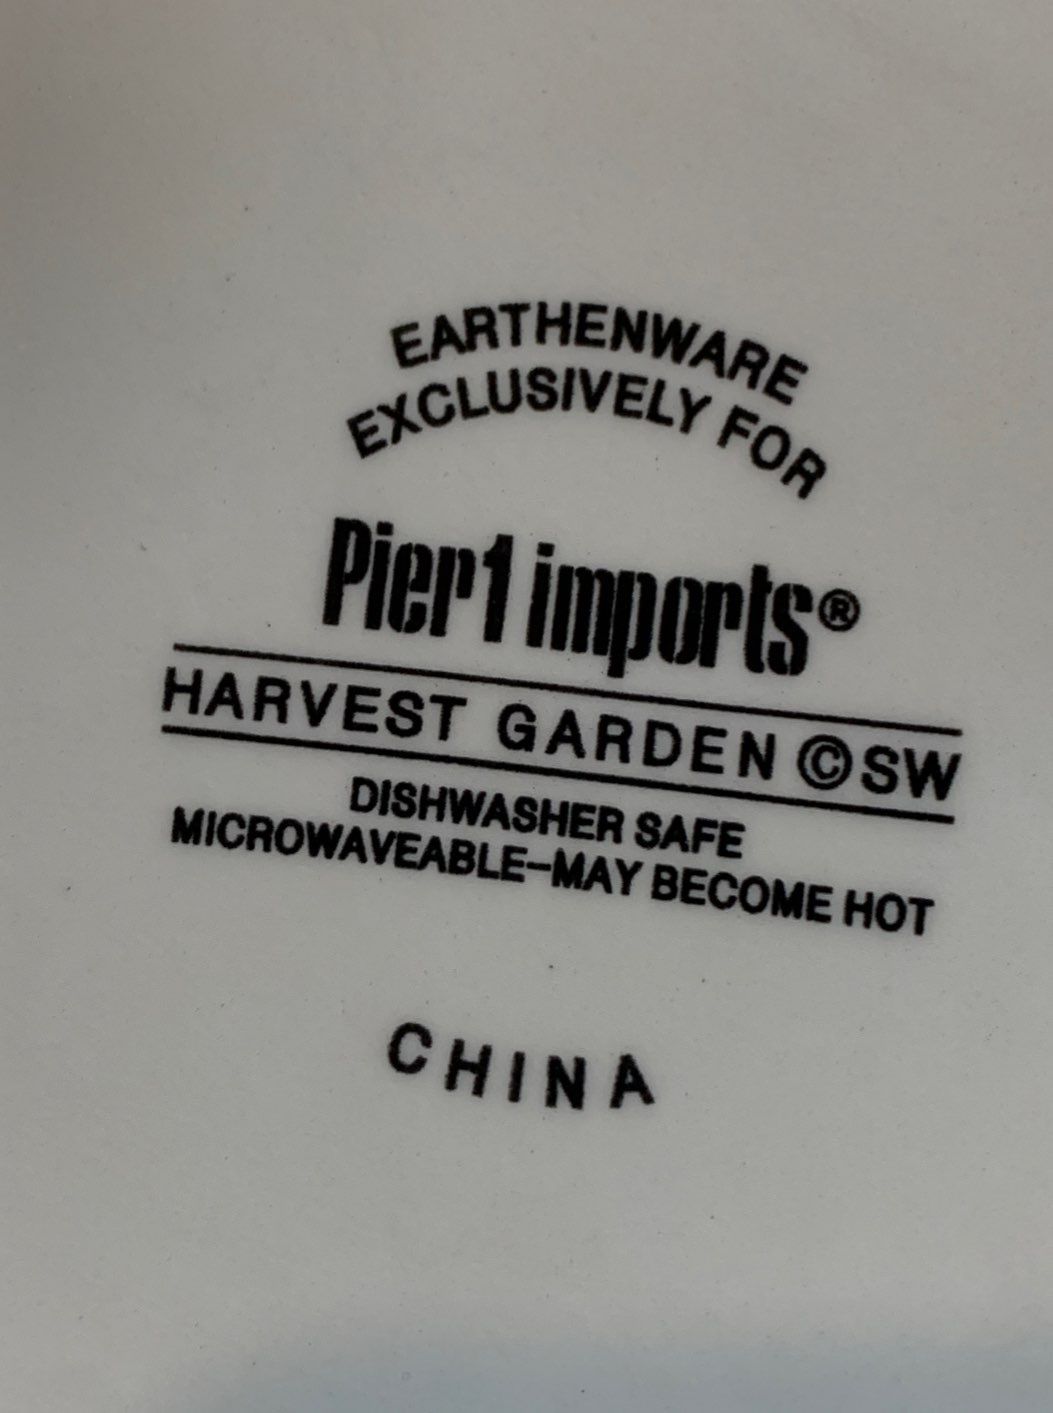 EARTHENWARE
EXCLUSIVELY FOR
Pier1 imports®
HARVEST GARDEN ©SW
DISHWASHER SAFE
MICROWAVEABLE–MAY BECOME HOT
CHINA